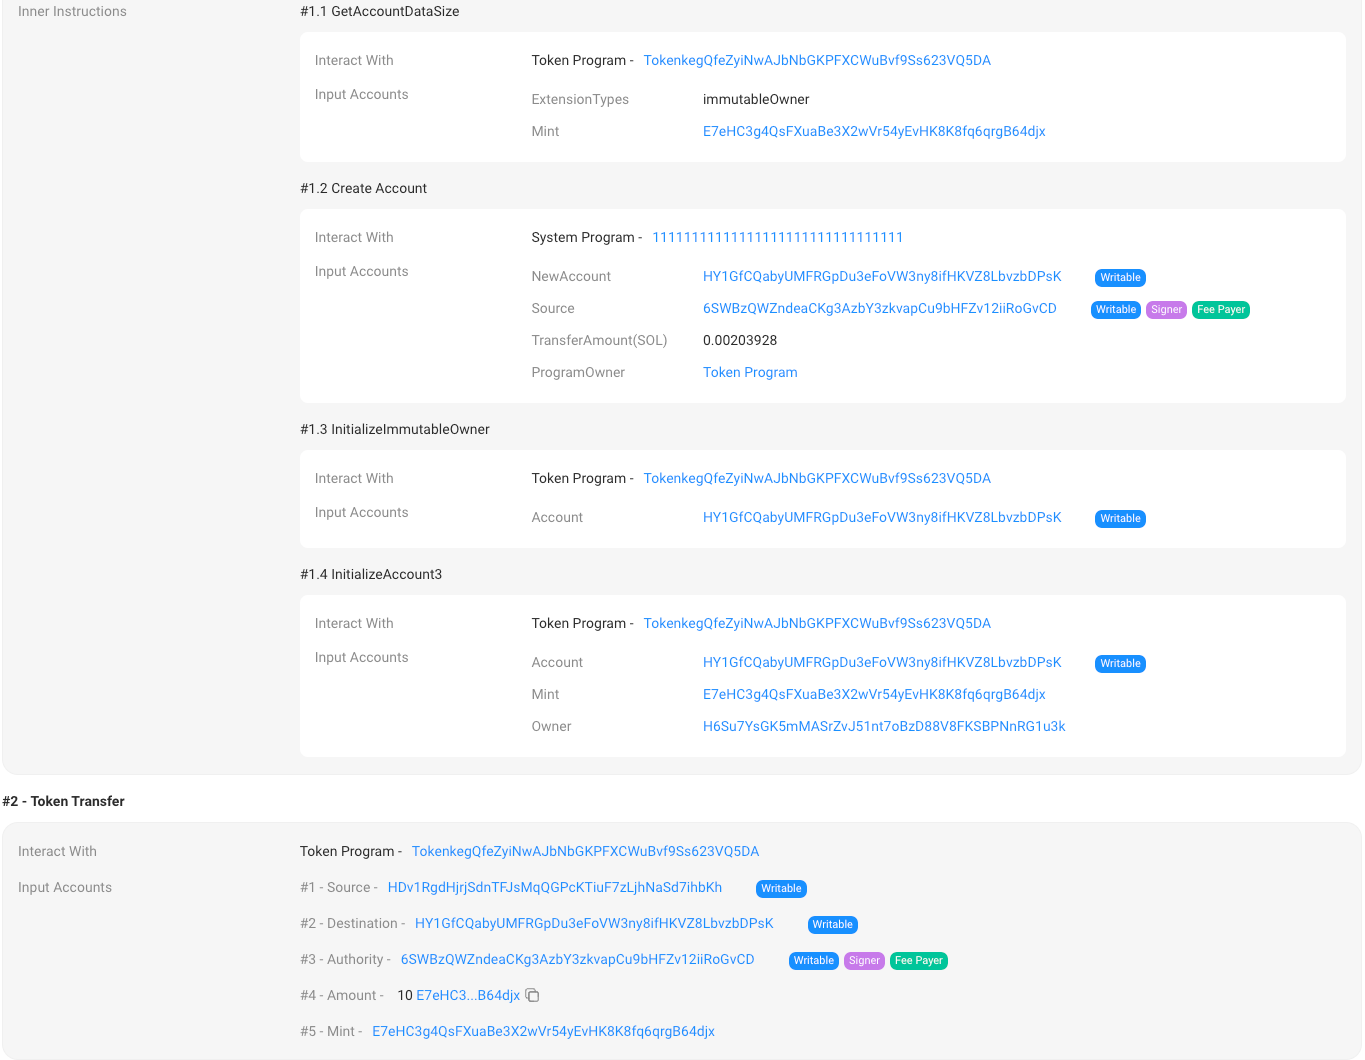 Inner Instructions
#1.1 GetAccountDataSize
Interact With Token Program - TokenkegQfeZyiNwAJbNbGKPFXCWuBvf9Ss623VQ5DA
Input Accounts
ExtensionTypes immutableOwner
Mint E7eHC3g4QsFXuaBe3X2wVr54yEvHK8K8fq6qrgB64djx
#1.2 Create Account
Interact With System Program - 11111111111111111111111111111111
Input Accounts
NewAccount HY1GfCQabyUMFRGpDu3eFoVW3ny8ifHKVZ8LbvzbDPsK Writable
Source 6SWBzQWZndeaCKg3AzbY3zkvapCu9bHFZv12iiRoGvCD Writable Signer Fee Payer
TransferAmount(SOL) 0.00203928
ProgramOwner Token Program
#1.3 InitializeImmutableOwner
Interact With Token Program - TokenkegQfeZyiNwAJbNbGKPFXCWuBvf9Ss623VQ5DA
Input Accounts
Account HY1GfCQabyUMFRGpDu3eFoVW3ny8ifHKVZ8LbvzbDPsK Writable
#1.4 InitializeAccount3
Interact With Token Program - TokenkegQfeZyiNwAJbNbGKPFXCWuBvf9Ss623VQ5DA
Input Accounts
Account HY1GfCQabyUMFRGpDu3eFoVW3ny8ifHKVZ8LbvzbDPsK Writable
Mint E7eHC3g4QsFXuaBe3X2wVr54yEvHK8K8fq6qrgB64djx
Owner H6Su7YsGK5mMASrZvJ51nt7oBzD88V8FKSBPNnRG1u3k
#2 - Token Transfer
Interact With Token Program - TokenkegQfeZyiNwAJbNbGKPFXCWuBvf9Ss623VQ5DA
Input Accounts #1 - Source - HDv1RgdHjrjSdnTFJsMqQGPcKTiuF7zLjhNaSd7ihbKh Writable
#2 - Destination - HY1GfCQabyUMFRGpDu3eFoVW3ny8ifHKVZ8LbvzbDPsK Writable
#3 - Authority - 6SWBzQWZndeaCKg3AzbY3zkvapCu9bHFZv12iiRoGvCD Writable Signer Fee Payer
#4 - Amount - 10 E7eHC3...B64djx
#5 - Mint - E7eHC3g4QsFXuaBe3X2wVr54yEvHK8K8fq6qrgB64djx